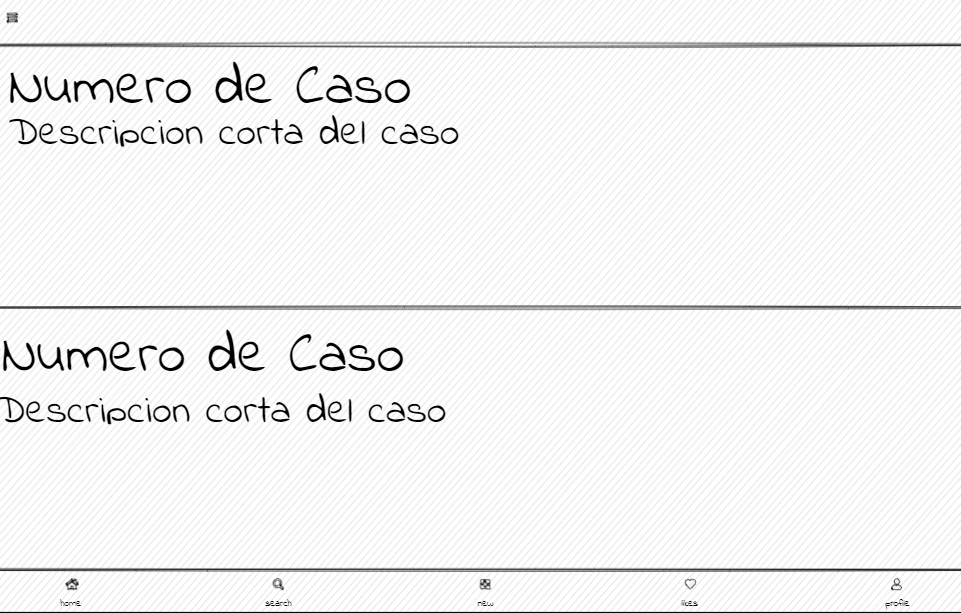 Numero de Caso
Descripcion corta del caso
Numero de Caso
Descripcion corta del caso
home search new likes profile